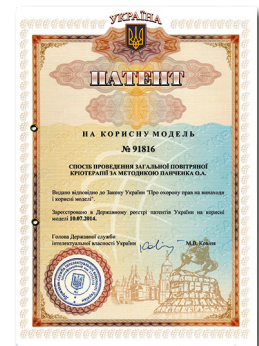 УКРАЇНА
ПАТЕНТ
НА КОРИСНУ МОДЕЛЬ
№ 91816
СПОСІБ ПРОВЕДЕННЯ ЗАГАЛЬНОЇ ПОВІТРЯНОЇ
КРІОТЕРАПІЇ ЗА МЕТОДИКОЮ ПАНЧЕНКА О.А.
Видано відповідно до Закону України "Про охорону прав на винаходи
і корисні моделі".
Зареєстровано в Державному реєстрі патентів України на корисні
моделі 10.07.2014.
Голова Державної служби
інтелектуальної власності України
М.В. Ковіня